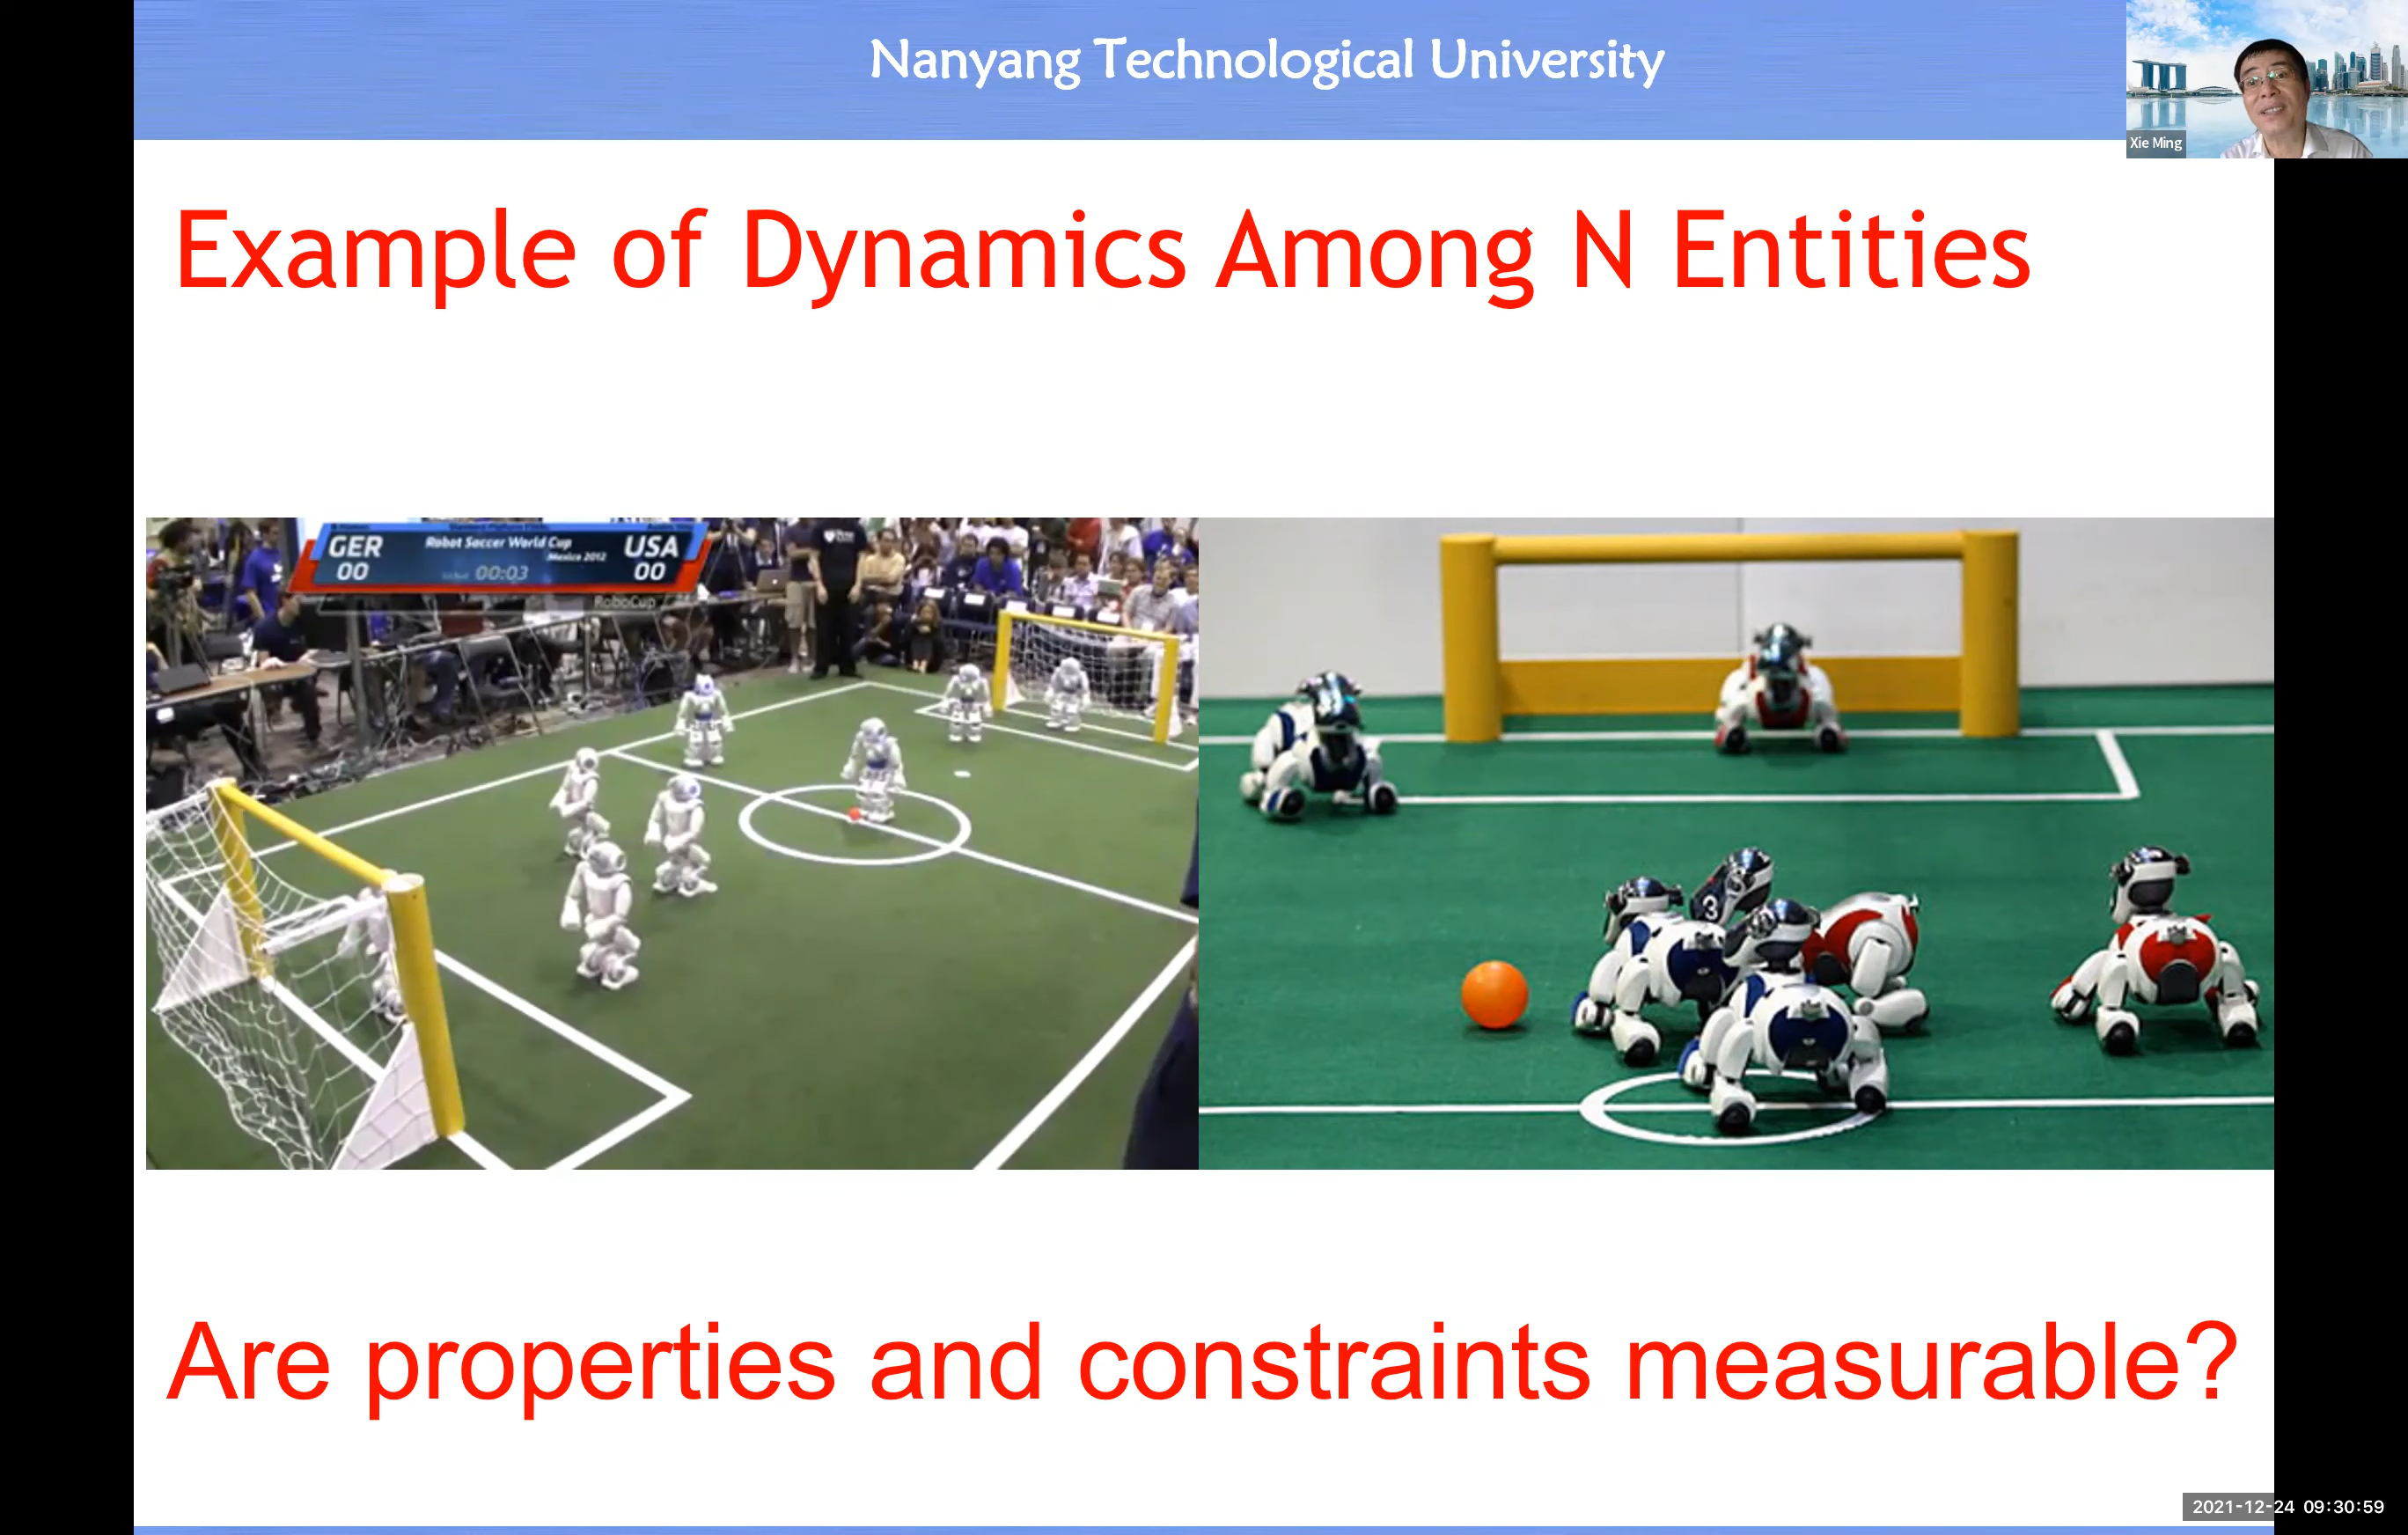 Nanyang Technological University
Xie Ming
Example of Dynamics Among N Entities
GER
Robot Soccer World Cup
USA
Mexico 2012
00
00:03
00
RoboCup
3
Are properties and constraints measurable?
2021-12-24 09:30:59